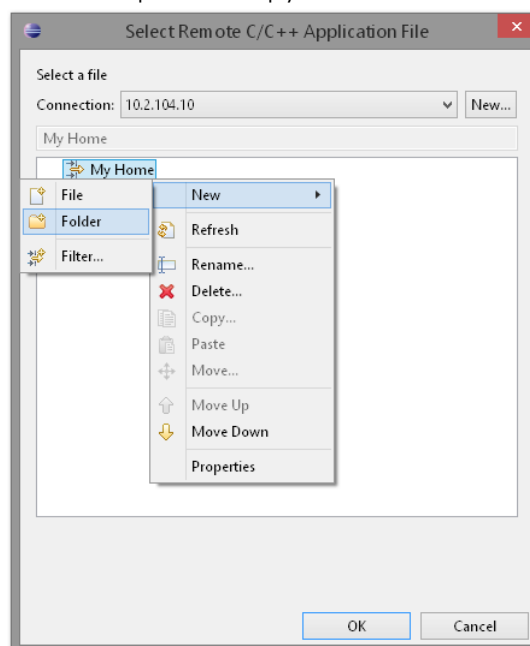 Select Remote C/C++ Application File
Select a file
Connection: 10.2.104.10 New...
My Home
My Home
File
Folder
Filter...
New
Refresh
Rename...
Delete...
Copy...
Paste
Move...
Move Up
Move Down
Properties
OK Cancel